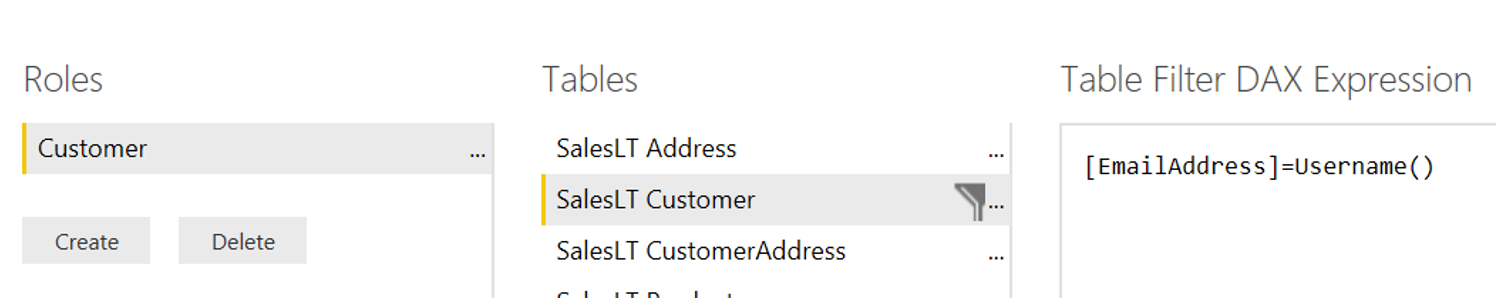 Roles
Customer
...
Create
Delete
Tables
SalesLT Address
...
SalesLT Customer
...
SalesLT CustomerAddress
...
Table Filter DAX Expression
[EmailAddress]=Username()